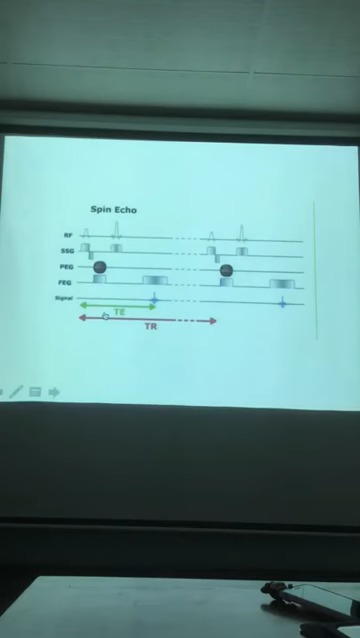 Spin Echo
RF
SSG
PEG
FEG
Signal
TE
TR